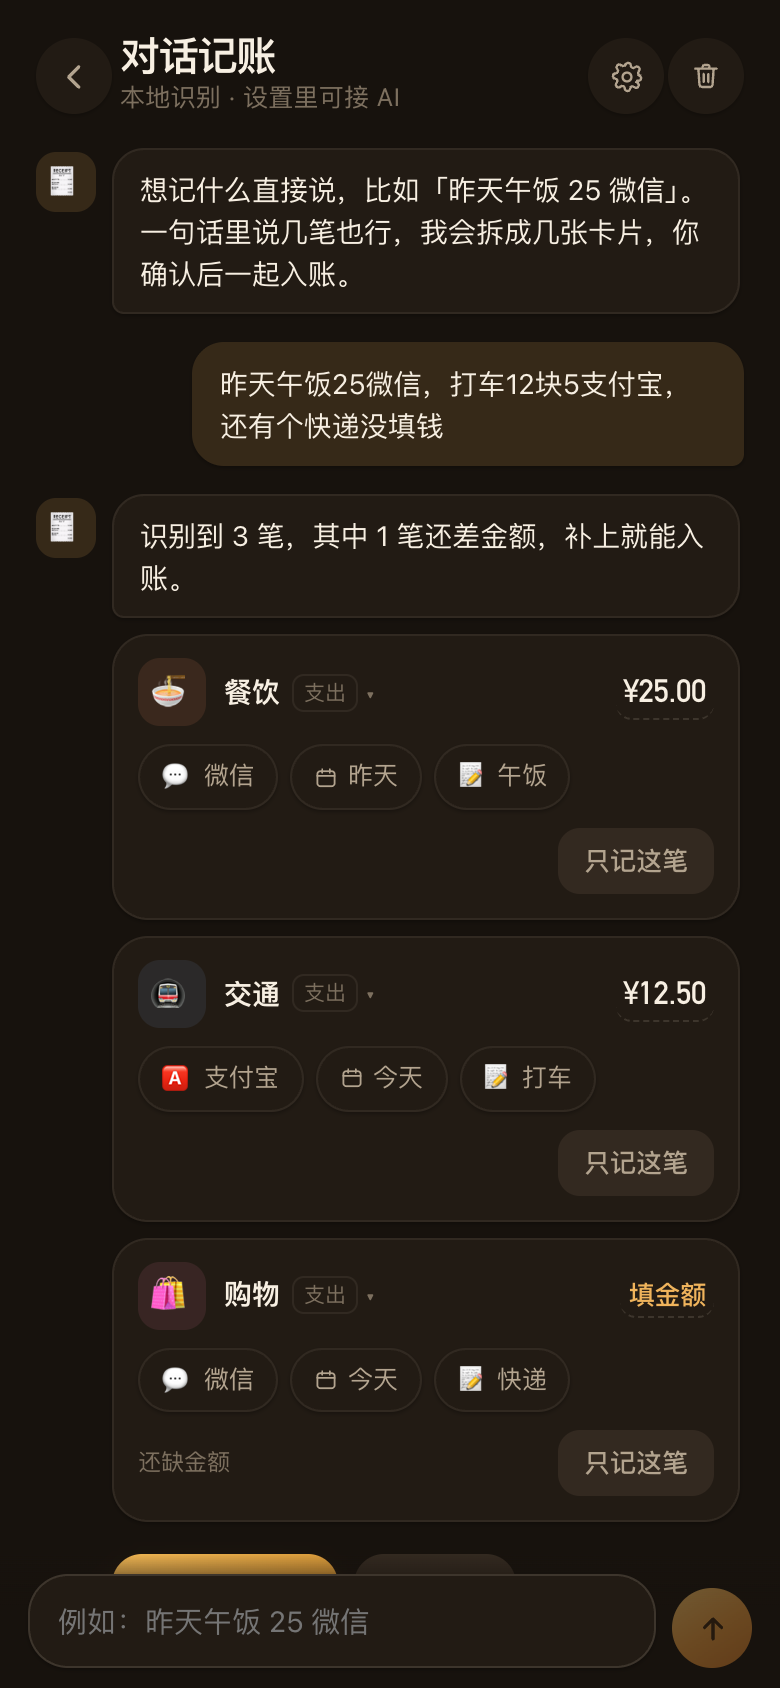 对话记账
本地识别 · 设置里可接 AI
想记什么直接说，比如「昨天午饭 25 微信」。
一句话里说几笔也行，我会拆成几张卡片，你
确认后一起入账。
昨天午饭25微信，打车12块5支付宝，
还有个快递没填钱
识别到 3 笔，其中 1 笔还差金额，补上就能入
账。
餐饮 支出 ▾ ¥25.00
微信 昨天 午饭
只记这笔
交通 支出 ▾ ¥12.50
A 支付宝 今天 打车
只记这笔
购物 支出 ▾ 填金额
微信 今天 快递
还缺金额 只记这笔
例如：昨天午饭 25 微信